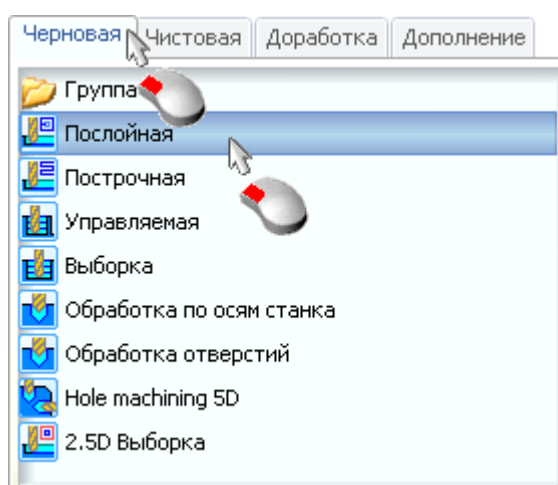 Черновая Чистовая Доработка Дополнение
Группа
Послойная
Построчная
Управляемая
Выборка
Обработка по осям станка
Обработка отверстий
Hole machining 5D
2.5D Выборка